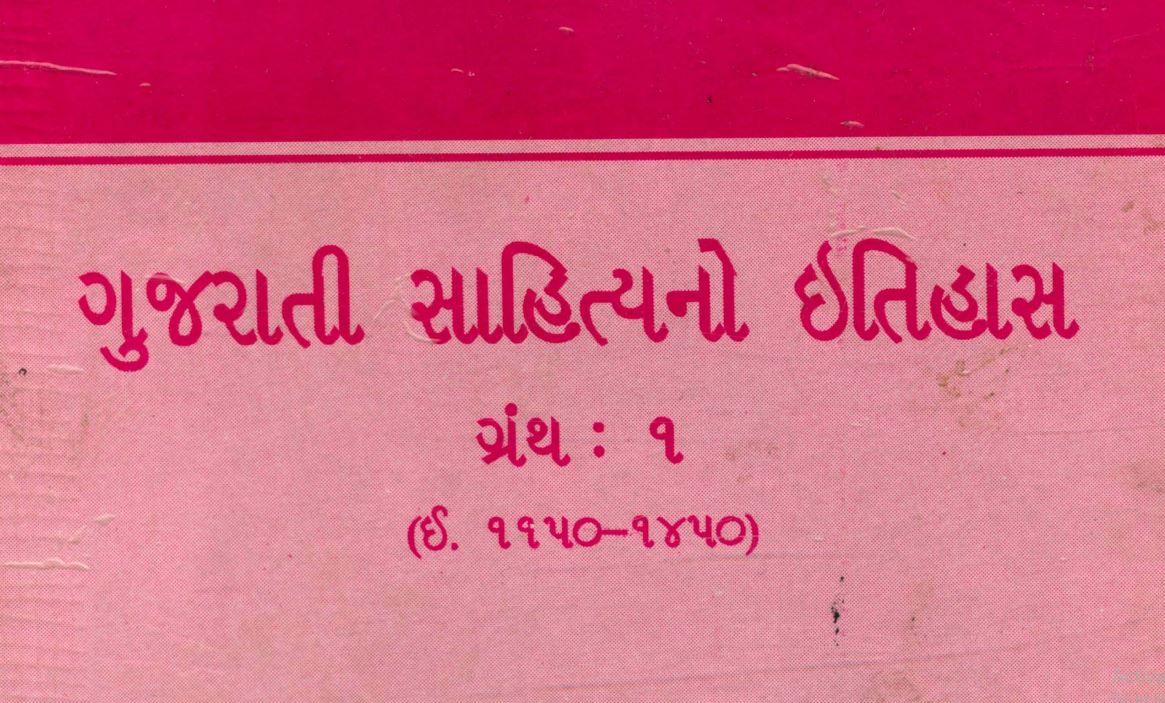 ગુજરાતી સાહિત્યનો ઇતિહાસ
ગ્રંથ : ૧
(ઈ. ૧૧૫૦–૧૪૫૦)